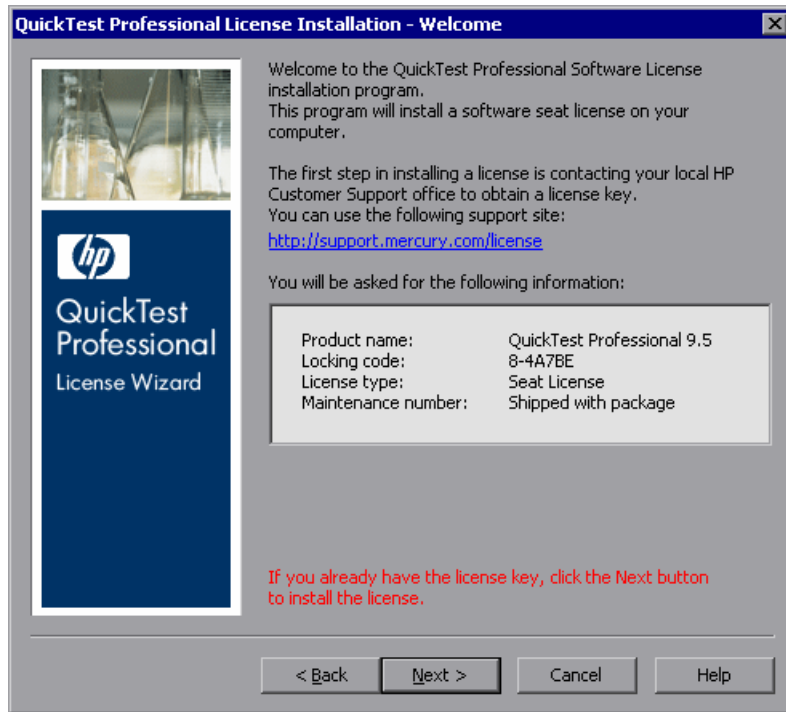 QuickTest Professional License Installation - Welcome
Welcome to the QuickTest Professional Software License
installation program.
This program will install a software seat license on your
computer.
The first step in installing a license is contacting your local HP
Customer Support office to obtain a license key.
You can use the following support site:
http://support.mercury.com/license
You will be asked for the following information:
hp
QuickTest
Professional
License Wizard
Product name: QuickTest Professional 9.5
Locking code: 8-4A7BE
License type: Seat License
Maintenance number: Shipped with package
If you already have the license key, click the Next button
to install the license.
< Back Next > Cancel Help